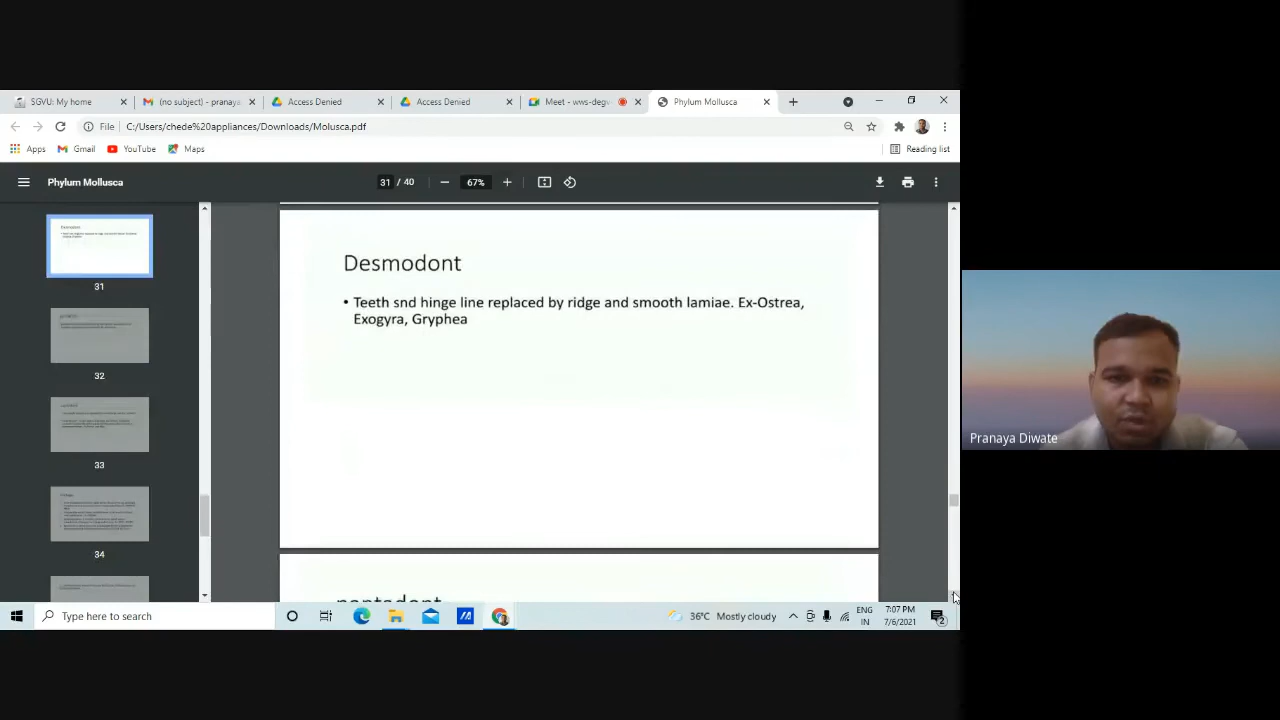 SGVU: My home
(no subject) - pranaya
Access Denied
Access Denied
Meet - wws-degv
Phylum Mollusca
File
C:/Users/chede%20appliances/Downloads/Molusca.pdf
Apps
Gmail
YouTube
Maps
Reading list
Phylum Mollusca
31 / 40
67%
31
32
33
34
Desmodont
• Teeth snd hinge line replaced by ridge and smooth lamiae. Ex-Ostrea,
Exogyra, Gryphea
Pranaya Diwate
Type here to search
36°C Mostly cloudy
ENG
IN
7:07 PM
7/6/2021
2